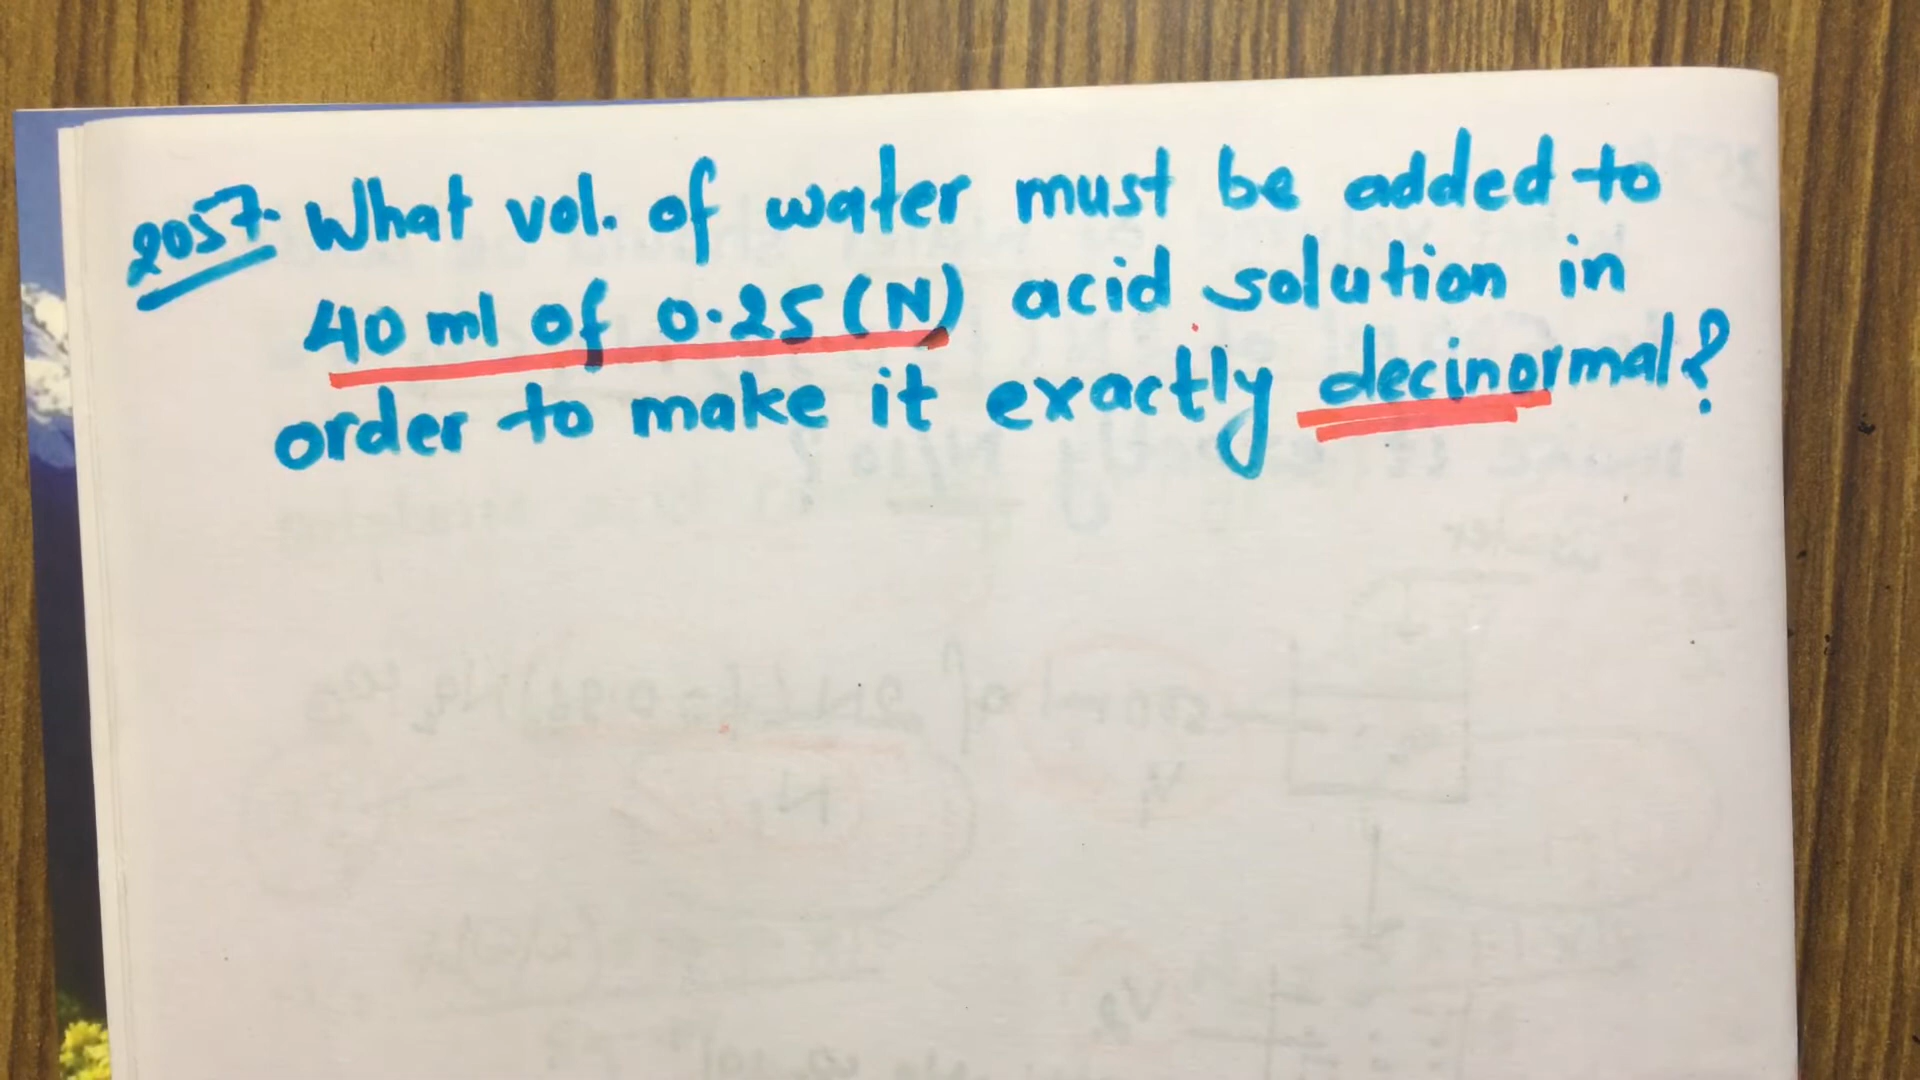 2057. What vol. of water must be added to
40 ml of 0.25 (N) acid solution in
order to make it exactly decinormal?